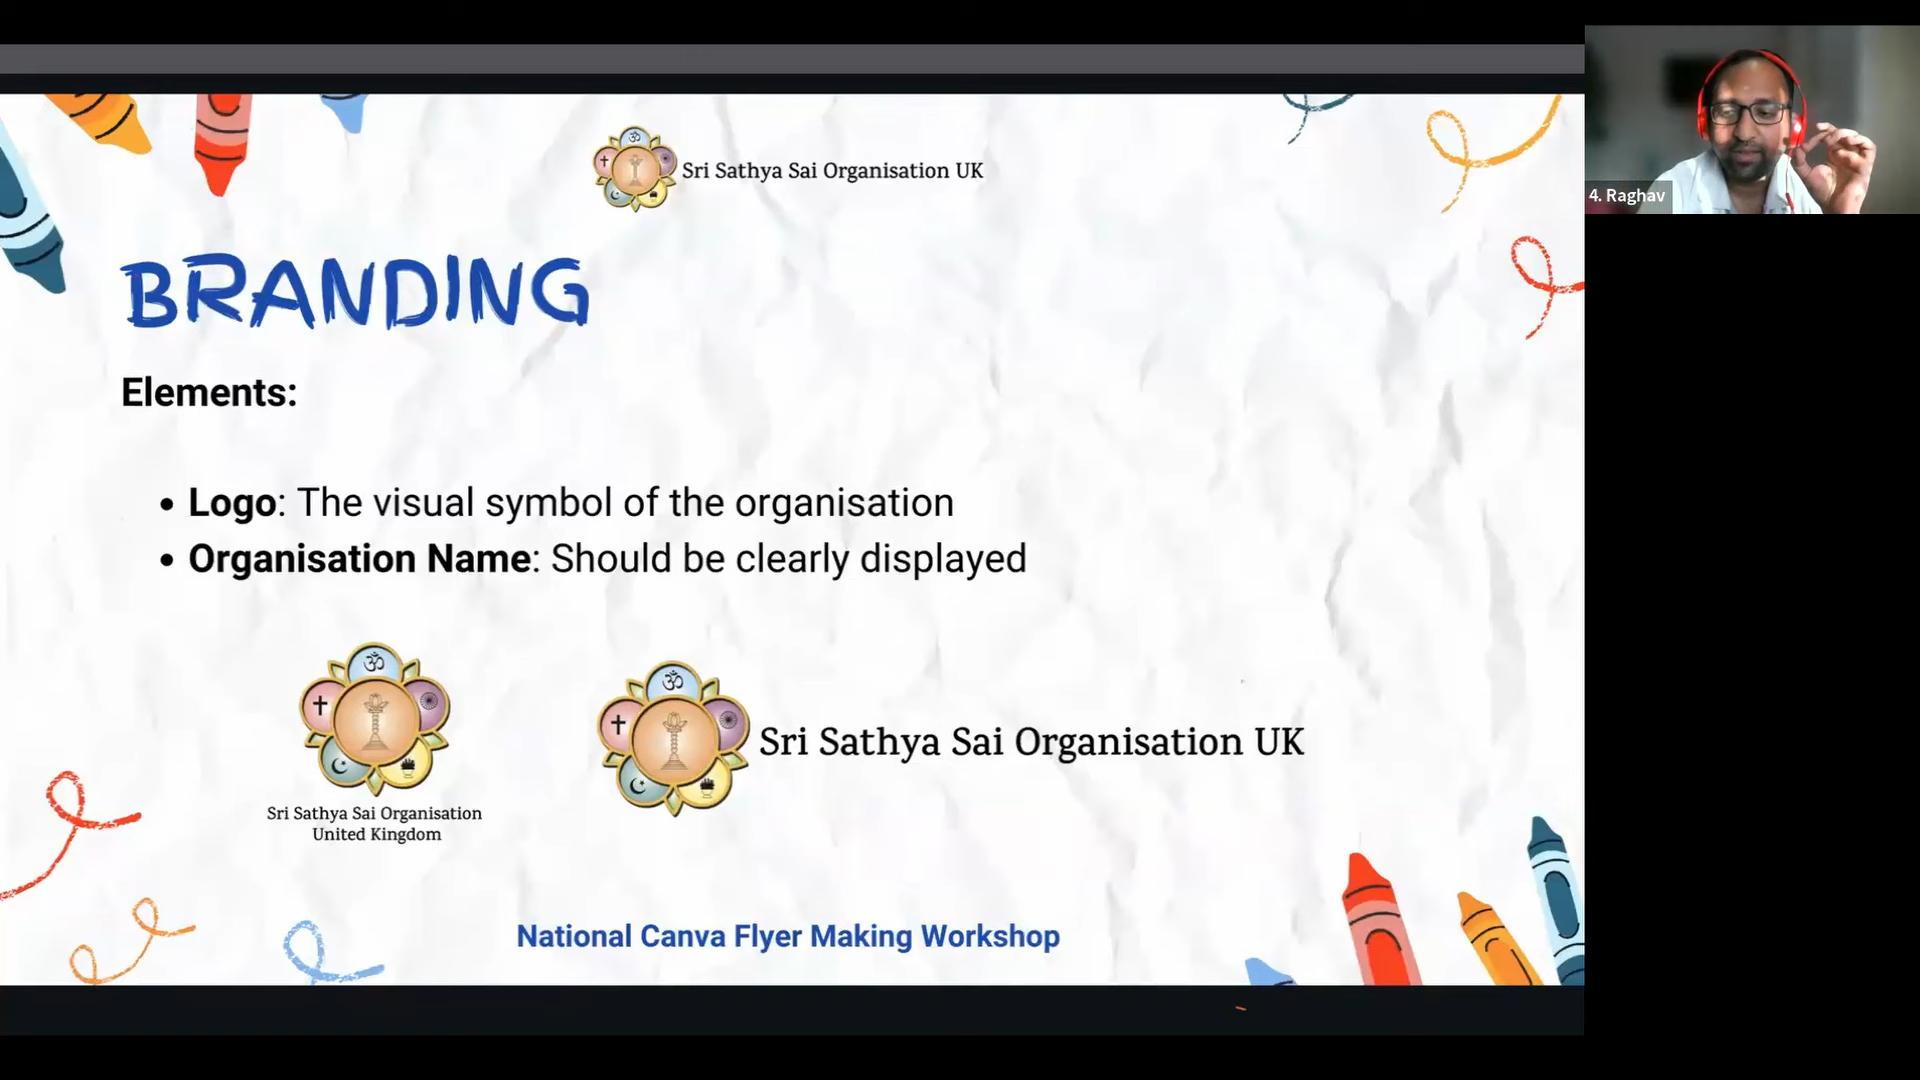 Sri Sathya Sai Organisation UK
4. Raghav
BRANDING
Elements:
• Logo: The visual symbol of the organisation
• Organisation Name: Should be clearly displayed
Sri Sathya Sai Organisation
United Kingdom
Sri Sathya Sai Organisation UK
National Canva Flyer Making Workshop